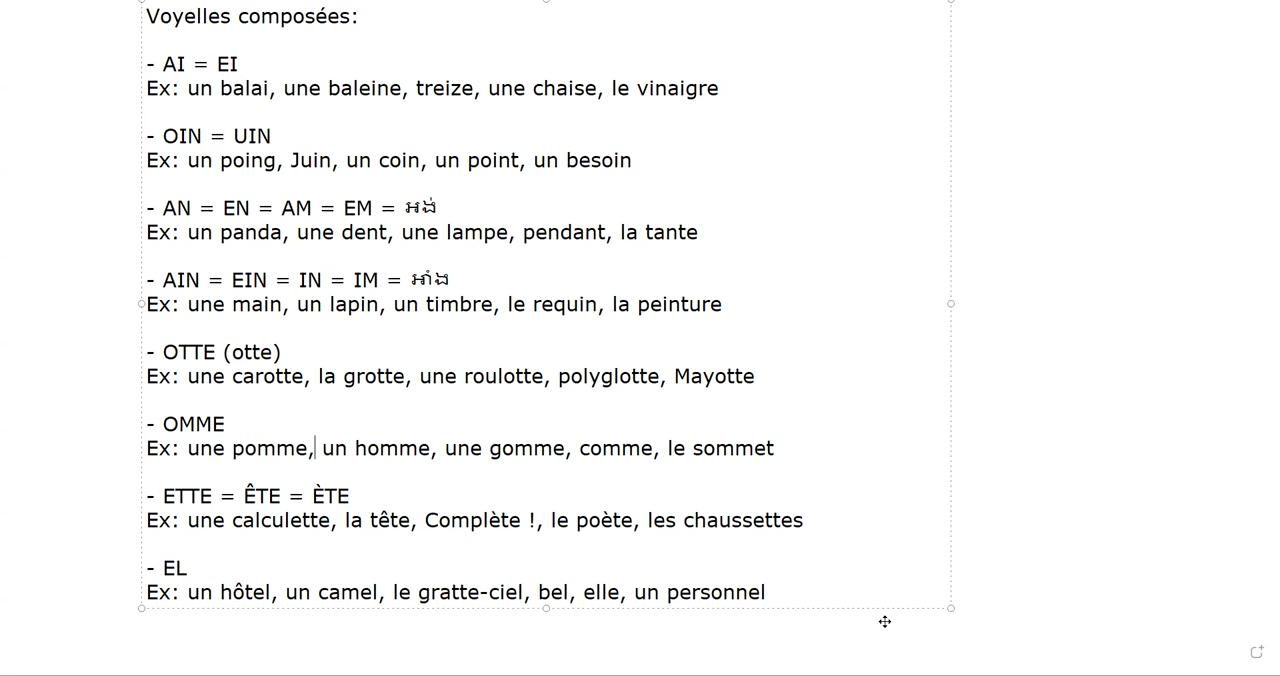 Voyelles composées:
- AI = EI
Ex: un balai, une baleine, treize, une chaise, le vinaigre
- OIN = UIN
Ex: un poing, Juin, un coin, un point, un besoin
- AN = EN = AM = EM = អង់
Ex: un panda, une dent, une lampe, pendant, la tante
- AIN = EIN = IN = IM = អាំង
Ex: une main, un lapin, un timbre, le requin, la peinture
- OTTE (otte)
Ex: une carotte, la grotte, une roulotte, polyglotte, Mayotte
- OMME
Ex: une pomme, un homme, une gomme, comme, le sommet
- ETTE = ÊTE = ÈTE
Ex: une calculette, la tête, Complète !, le poète, les chaussettes
- EL
Ex: un hôtel, un camel, le gratte-ciel, bel, elle, un personnel